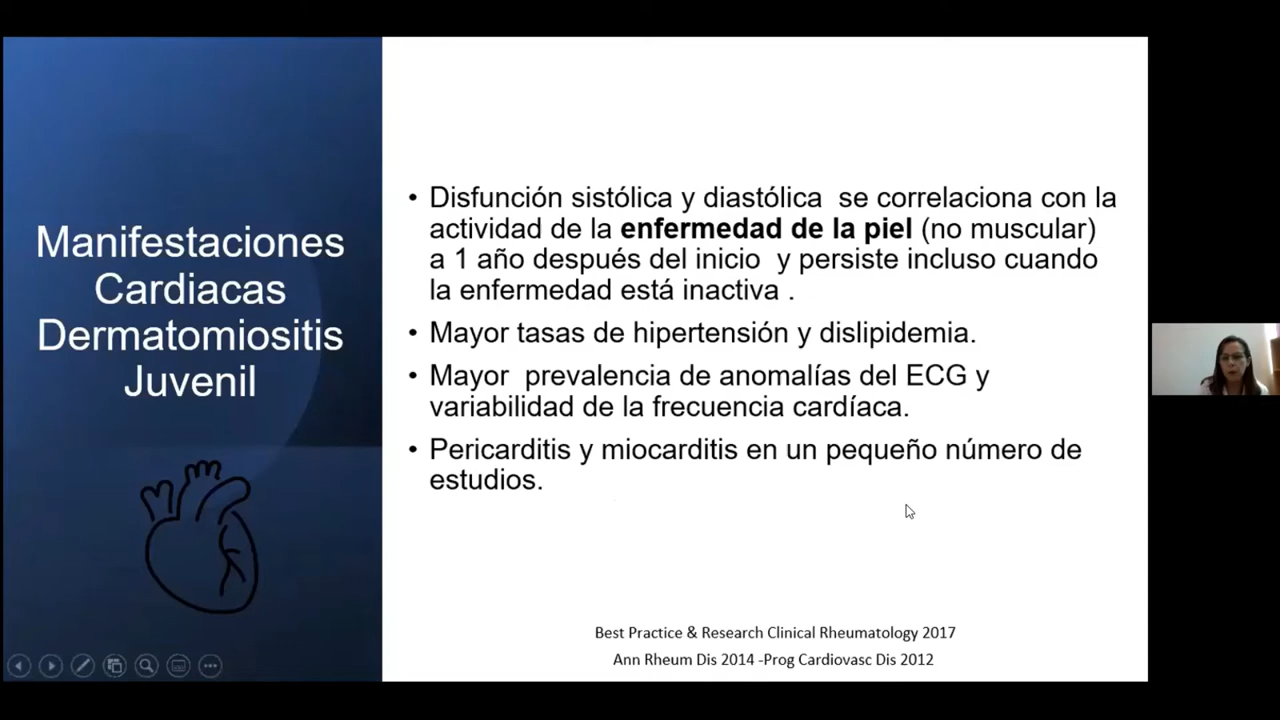 Manifestaciones
Cardiacas
Dermatomiositis
Juvenil
• Disfunción sistólica y diastólica se correlaciona con la
actividad de la enfermedad de la piel (no muscular)
a 1 año después del inicio y persiste incluso cuando
la enfermedad está inactiva .
• Mayor tasas de hipertensión y dislipidemia.
• Mayor prevalencia de anomalías del ECG y
variabilidad de la frecuencia cardíaca.
• Pericarditis y miocarditis en un pequeño número de
estudios.
Best Practice & Research Clinical Rheumatology 2017
Ann Rheum Dis 2014 -Prog Cardiovasc Dis 2012